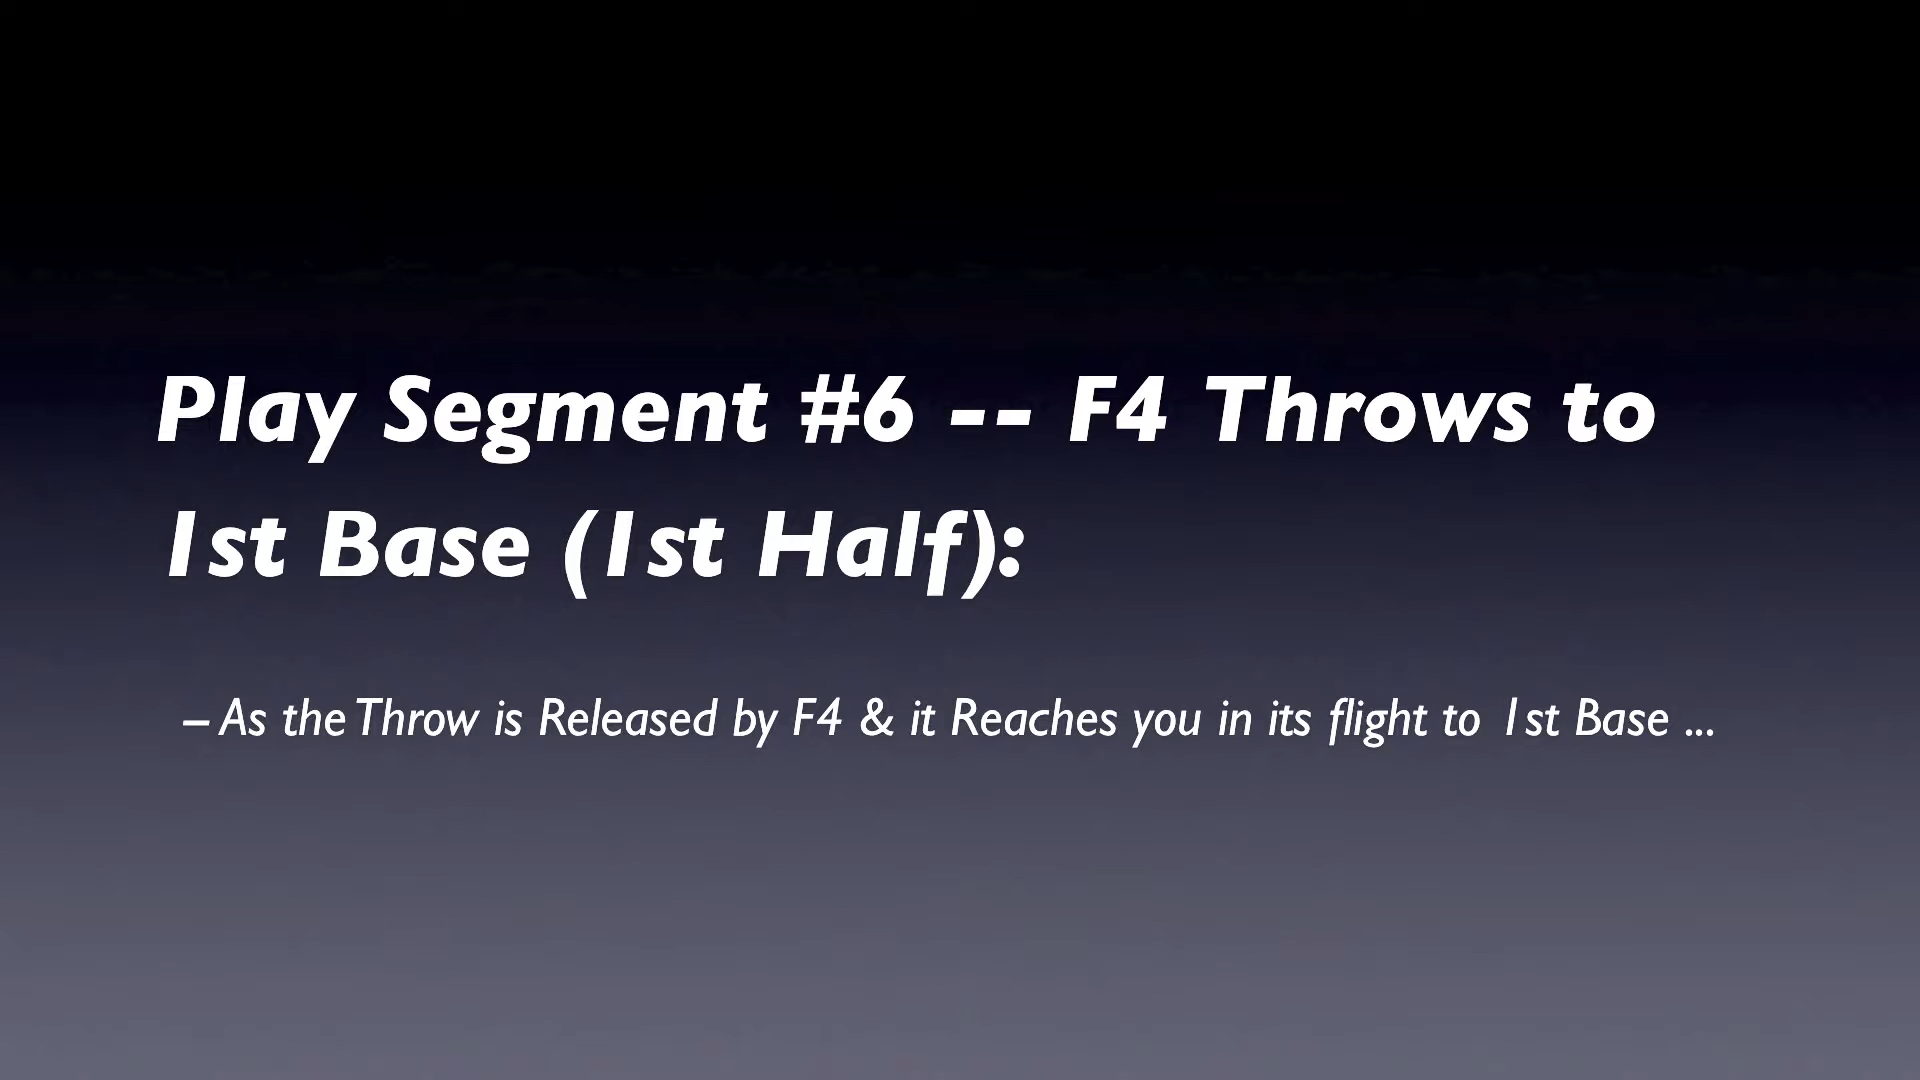 Play Segment #6 -- F4 Throws to
1st Base (1st Half):
– As the Throw is Released by F4 & it Reaches you in its flight to 1st Base ...